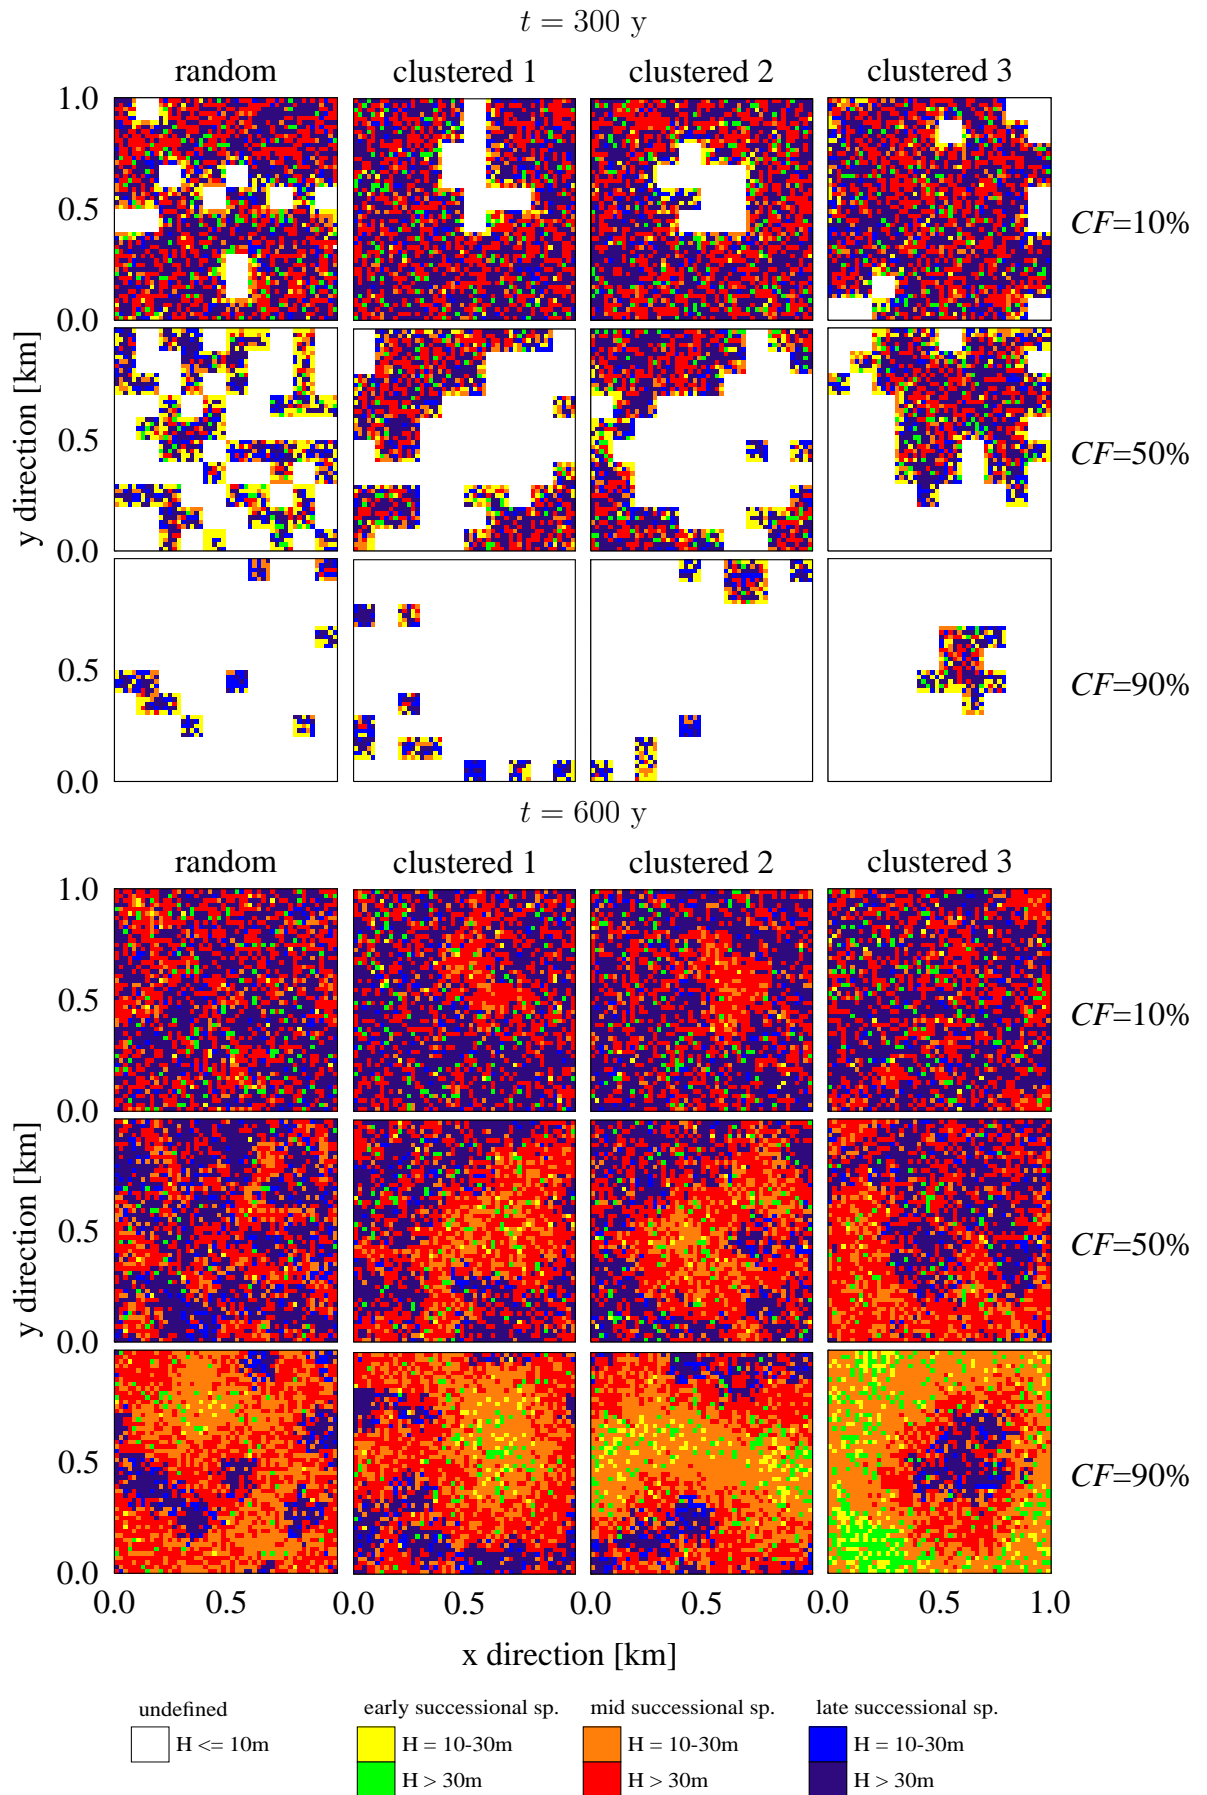 t = 300 y
random clustered 1 clustered 2 clustered 3
1.0
0.5
0.0
CF=10%
0.5
0.0
CF=50%
0.5
0.0
CF=90%
y direction [km]
t = 600 y
random clustered 1 clustered 2 clustered 3
1.0
0.5
0.0
CF=10%
0.5
0.0
CF=50%
0.5
0.0
CF=90%
y direction [km]
0.0 0.5 0.0 0.5 0.0 0.5 0.0 0.5 1.0
x direction [km]
undefined early successional sp. mid successional sp. late successional sp.
H <= 10m H = 10-30m H = 10-30m H = 10-30m
H > 30m H > 30m H > 30m